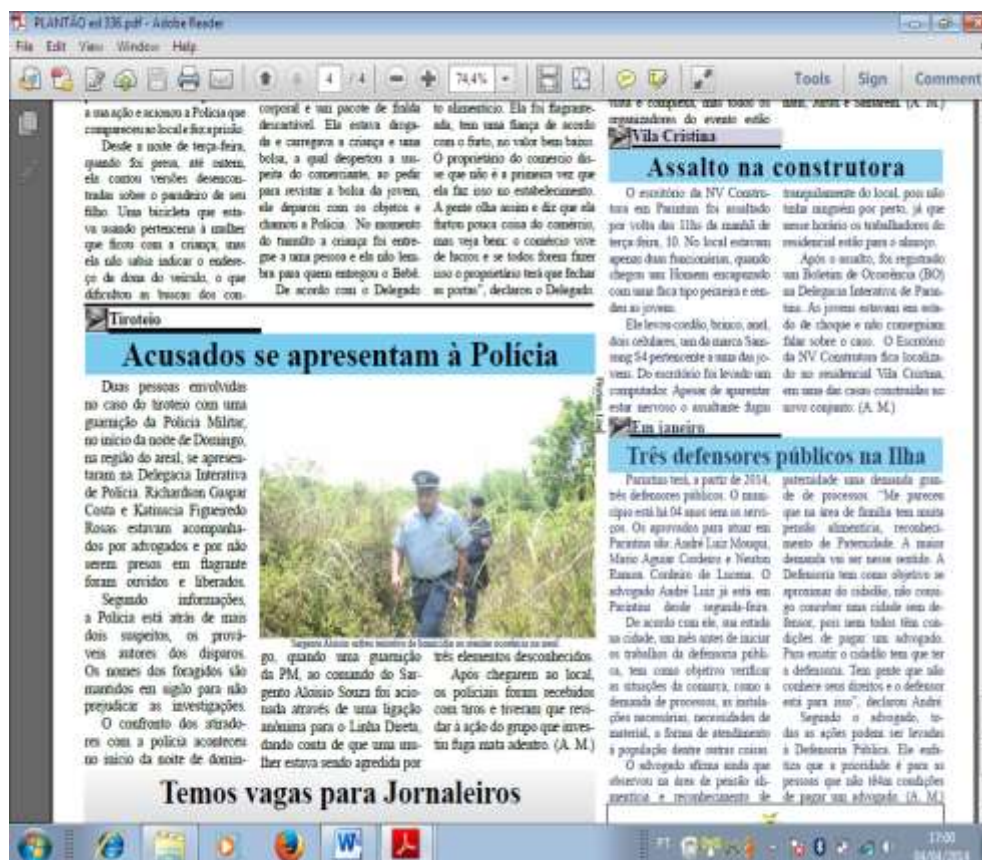 PLANTÃO ed 336.pdf - Adobe Reader
File Edit View Window Help
4 / 4
74,4%
Tools Sign Comment
a sua ação e acionou a Polícia que
compareceu ao local e fez a prisão.
Desde a noite de terça-feira,
quando foi presa, até ontem,
ela contou versões desencon-
tradas sobre o paradeiro de seu
filho. Uma bicicleta que esta-
va usando pertenceria à mulher
que ficou com a criança, mas
ela não sabia indicar o endere-
ço da dona do veículo, o que
dificultou as buscas dos con-
corporal e um pacote de fralda
descartável. Ela estava droga-
da e carregava a criança e uma
bolsa, a qual despertou a sus-
peita do comerciante, ao pedir
para revistar a bolsa da jovem,
ele deparou com os objetos e
chamou a Polícia. No momento
do tumulto a criança foi entre-
gue a uma pessoa e ela não lem-
bra para quem entregou o Bebê.
De acordo com o Delegado
to alimentício. Ela foi flagrante-
ada, tem uma fiança de acordo
com o furto, no valor bem baixo.
O proprietário do comercio dis-
se que não é a primeira vez que
ela faz isso no estabelecimento.
A gente olha assim e diz que ela
furtou pouca coisa do comércio,
mas veja bem: o comércio vive
de lucros e se todos forem fazer
isso o proprietário terá que fechar
as portas", declarou o Delegado.
organizadores do evento estão
Vila Cristina
Assalto na construtora
O escritório da NV Constru-
tora em Parintins foi assaltado
por volta das 11hs da manhã de
terça-feira, 10. No local estavam
apenas duas funcionárias, quando
chegou um Homem encapuzado
com uma faca tipo peixeira e ren-
deu as jovens.
Ele levou cordão, brinco, anel,
dois celulares, um da marca Sam-
sung S4 pertencente a uma das jo-
vens. Do escritório foi levado um
computador. Apesar de aparentar
estar nervoso o assaltante fugiu
tranquilamente do local, pois não
tinha ninguém por perto, já que
nesse horário os trabalhadores do
residencial estão para o almoço.
Após o assalto, foi registrado
um Boletim de Ocorrência (BO)
na Delegacia Interativa de Parin-
tins. As jovens estavam em esta-
do de choque e não conseguiam
falar sobre o caso. O Escritório
da NV Construtora fica localiza-
do no residencial Vila Cristina,
em uma das casas construídas no
novo conjunto. (A. M.)
Tiroteio
Acusados se apresentam à Polícia
Duas pessoas envolvidas
no caso do tiroteio com uma
guarnição da Polícia Militar,
no início da noite de Domingo,
na região do areal, se apresen-
taram na Delegacia Interativa
de Polícia. Richardson Gaspar
Costa e Katiuscia Figueredo
Rosas estavam acompanha-
dos por advogados e por não
serem presos em flagrante
foram ouvidos e liberados.
Segundo informações,
a Polícia está atrás de mais
dois suspeitos, os prová-
veis autores dos disparos.
Os nomes dos foragidos são
mantidos em sigilo para não
prejudicar as investigações.
O confronto dos atirado-
res com a polícia aconteceu
no início da noite de domin-
Sargento Aloisio sofreu tentativa de homicídio ao atender ocorrência no areal
go, quando uma guarnição
da PM, ao comando do Sar-
gento Aloisio Souza foi acio-
nada através de uma ligação
anônima para o Linha Direta,
dando conta de que uma mu-
lher estava sendo agredida por
três elementos desconhecidos.
Após chegarem ao local,
os policiais foram recebidos
com tiros e tiveram que revi-
dar à ação do grupo que inves-
tiu fuga mata adentro. (A. M.)
Em janeiro
Três defensores públicos na Ilha
Parintins terá, a partir de 2014,
três defensores públicos. O muni-
cípio está há 04 anos sem os servi-
ços. Os aprovados para atuar em
Parintins são: André Luiz Mouqui,
Mario Aguiar Cordeiro e Newton
Ramon Cordeiro de Lucena. O
advogado André Luiz já está em
Parintins desde segunda-feira.
De acordo com ele, sua estada
na cidade, um mês antes de iniciar
os trabalhos da defensoria públi-
ca, tem como objetivo verificar
as situações da comarca, como a
demanda de processos, as instala-
ções necessárias, necessidades de
material, a forma de atendimento
à população dentre outras coisas.
O advogado afirma ainda que
observou na área de pensão ali-
mentícia e reconhecimento de
paternidade uma demanda gran-
de de processos. "Me pareceu
que na área de família tem muita
pensão alimentícia, reconheci-
mento de Paternidade. A maior
demanda vai ser nesse sentido. A
Defensoria tem como objetivo se
aproximar do cidadão, não consi-
go conceber uma cidade sem de-
fensor, pois nem todos têm con-
dições de pagar um advogado.
Para existir o cidadão tem que ter
a defensoria. Tem gente que não
conhece seus direitos e o defensor
está para isso", declarou André.
Segundo o advogado, to-
das as ações podem ser levadas
à Defensoria Pública. Ele enfa-
tiza que a prioridade é para as
pessoas que não têm condições
de pagar um advogado. (A. M.)
Temos vagas para Jornaleiros
PT
17:00